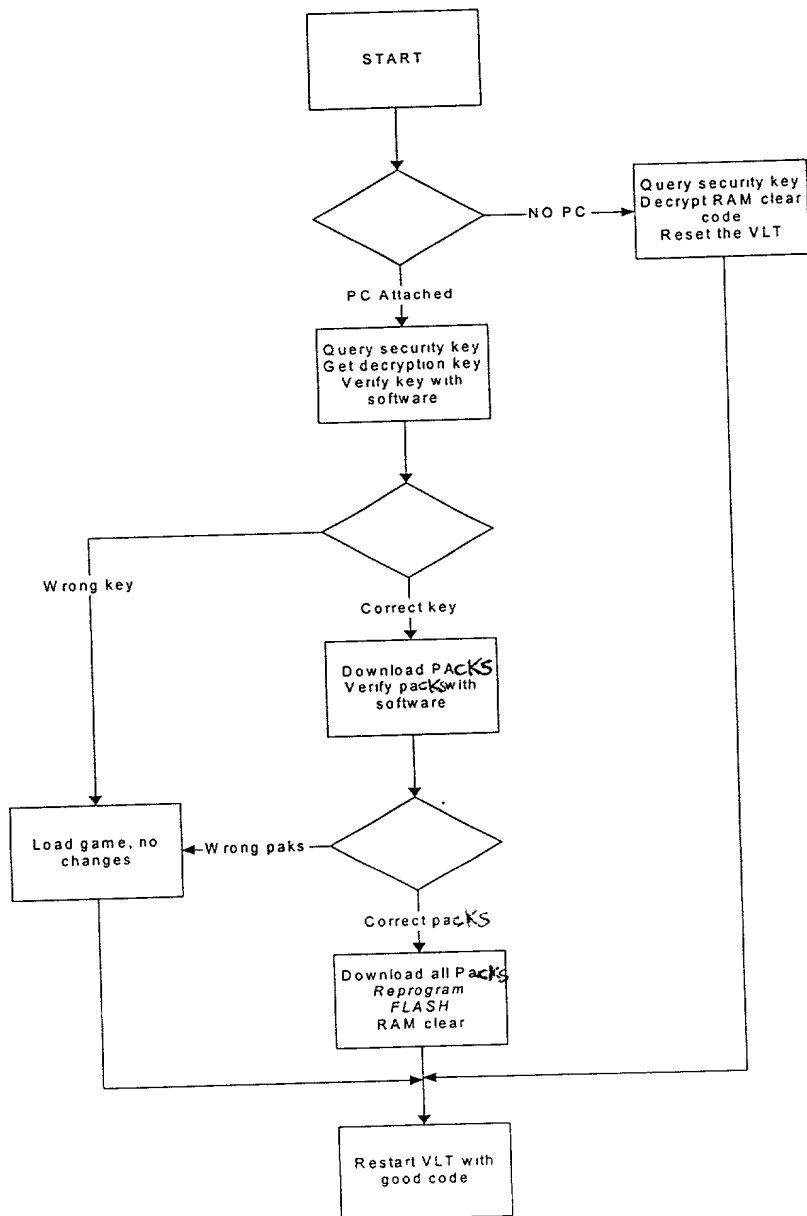 START
NO PC
Query security key
Decrypt RAM clear
code
Reset the VLT
PC Attached
Query security key
Get decryption key
Verify key with
software
Wrong key
Correct key
Download PAcKS
Verify pacKs with
software
Load game, no
changes
Wrong paks
Correct pacKS
Download all Packs
Reprogram
FLASH
RAM clear
Restart VLT with
good code